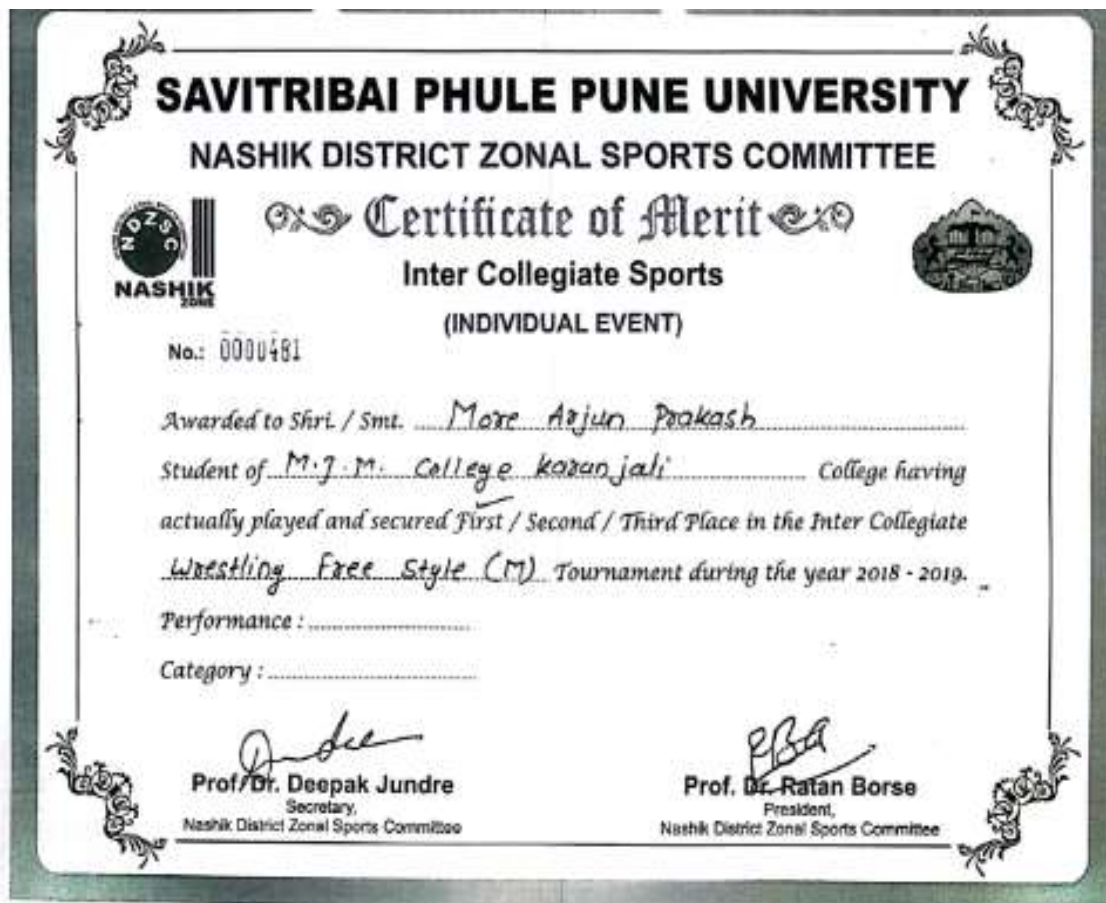 SAVITRIBAI PHULE PUNE UNIVERSITY
NASHIK DISTRICT ZONAL SPORTS COMMITTEE
Certificate of Merit
NDZSC
NASHIK
ZONE
Inter Collegiate Sports
(INDIVIDUAL EVENT)
No.: 0000481
Awarded to Shri. / Smt. More Arjun Prakash
Student of M.J.M. College karanjali College having
actually played and secured First / Second / Third Place in the Inter Collegiate
Wrestling Free Style (M) Tournament during the year 2018 - 2019.
Performance :
Category :
Prof. Dr. Deepak Jundre
Secretary,
Nashik District Zonal Sports Committee
Prof. Dr. Ratan Borse
President,
Nashik District Zonal Sports Committee